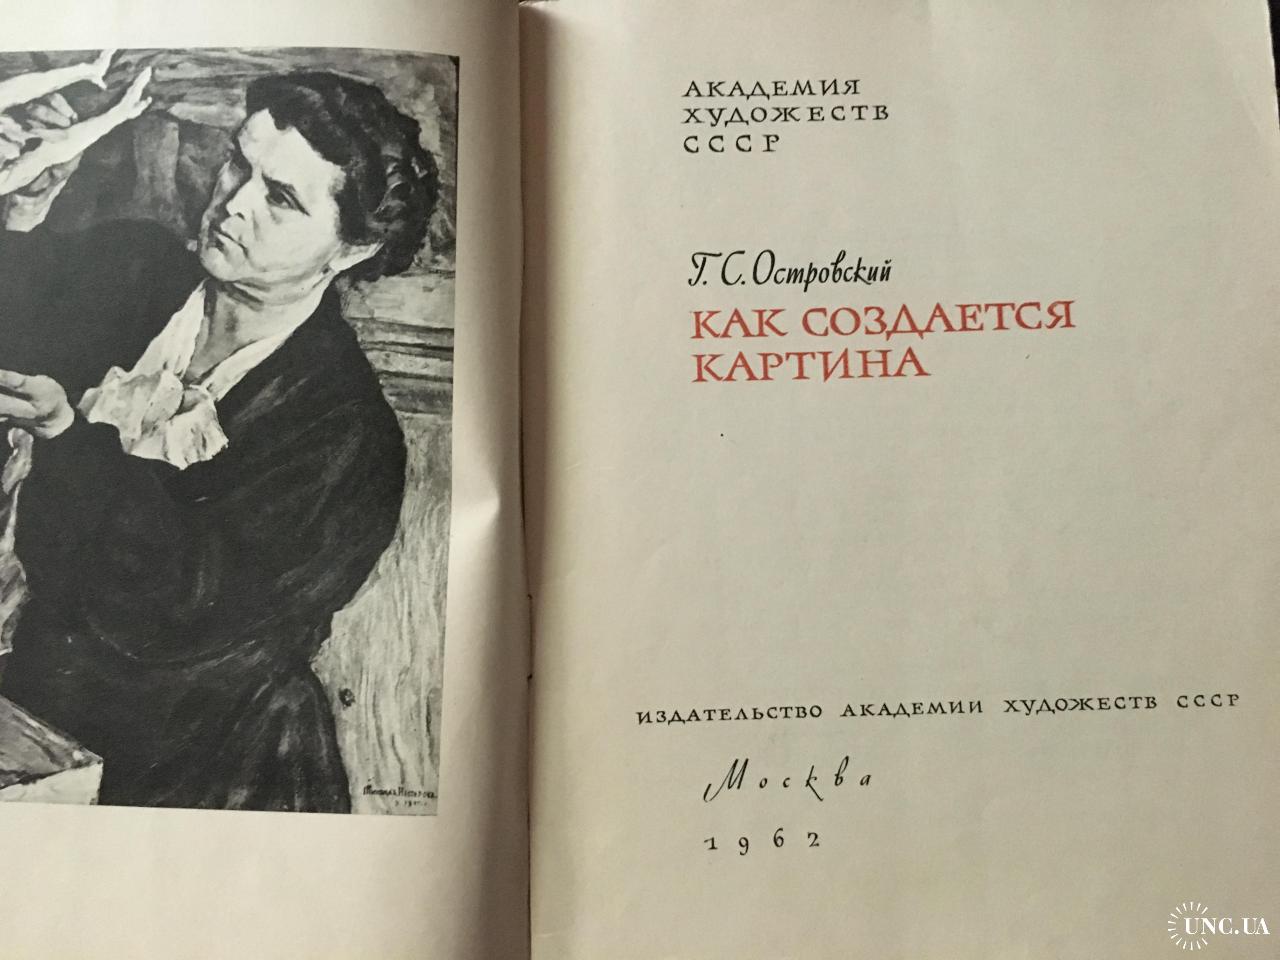 АКАДЕМИЯ
ХУДОЖЕСТВ
СССР
Г. С. Островский
КАК СОЗДАЕТСЯ
КАРТИНА
ИЗДАТЕЛЬСТВО АКАДЕМИИ ХУДОЖЕСТВ СССР
Москва
1962
UNC.UA